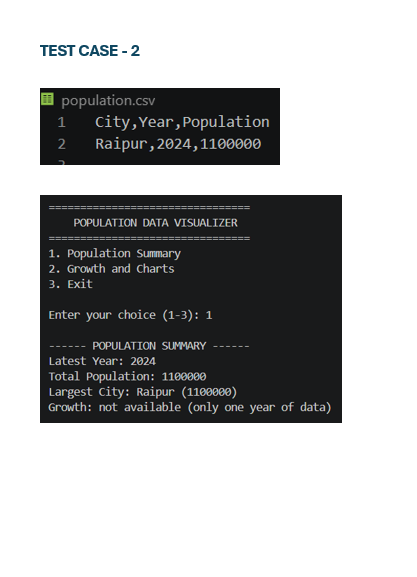 TEST CASE - 2
population.csv
1 City,Year,Population
2 Raipur,2024,1100000
================================
POPULATION DATA VISUALIZER
================================
1. Population Summary
2. Growth and Charts
3. Exit
Enter your choice (1-3): 1
------ POPULATION SUMMARY ------
Latest Year: 2024
Total Population: 1100000
Largest City: Raipur (1100000)
Growth: not available (only one year of data)